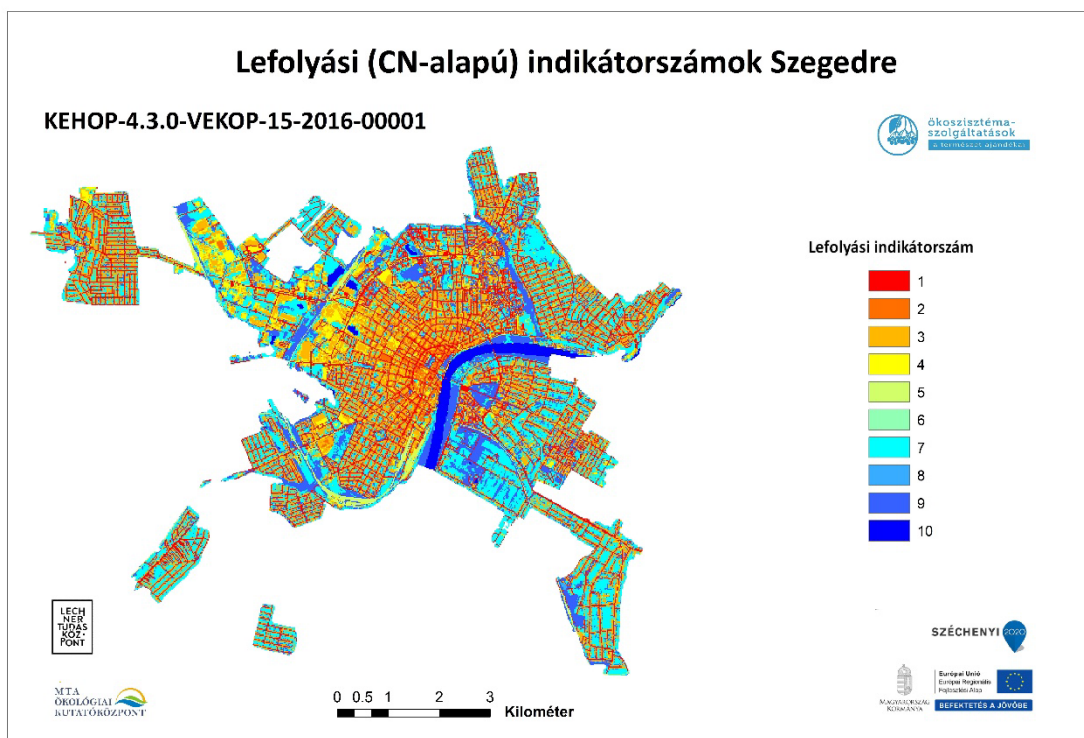 Lefolyási (CN-alapú) indikátorszámok Szegedre
KEHOP-4.3.0-VEKOP-15-2016-00001
ökoszisztéma-
szolgáltatások
a természet ajándékai
Lefolyási indikátorszám
1
2
3
4
5
6
7
8
9
10
LECH
NER
TUDÁS
KÖZ·
PONT
MTA
ÖKOLÓGIAI
KUTATÓKÖZPONT
0 0.5 1 2 3
Kilométer
SZÉCHENYI 2020
MAGYARORSZÁG
KORMÁNYA
Európai Unió
Európai Regionális
Fejlesztési Alap
BEFEKTETÉS A JÖVŐBE